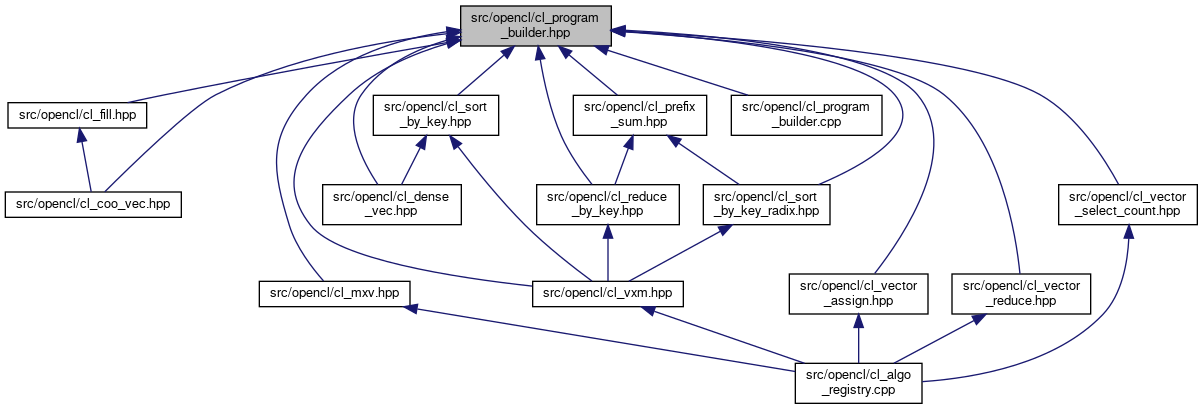 src/opencl/cl_program
_builder.hpp
src/opencl/cl_fill.hpp
src/opencl/cl_sort
_by_key.hpp
src/opencl/cl_prefix
_sum.hpp
src/opencl/cl_program
_builder.cpp
src/opencl/cl_coo_vec.hpp
src/opencl/cl_dense
_vec.hpp
src/opencl/cl_reduce
_by_key.hpp
src/opencl/cl_sort
_by_key_radix.hpp
src/opencl/cl_vector
_select_count.hpp
src/opencl/cl_mxv.hpp
src/opencl/cl_vxm.hpp
src/opencl/cl_vector
_assign.hpp
src/opencl/cl_vector
_reduce.hpp
src/opencl/cl_algo
_registry.cpp